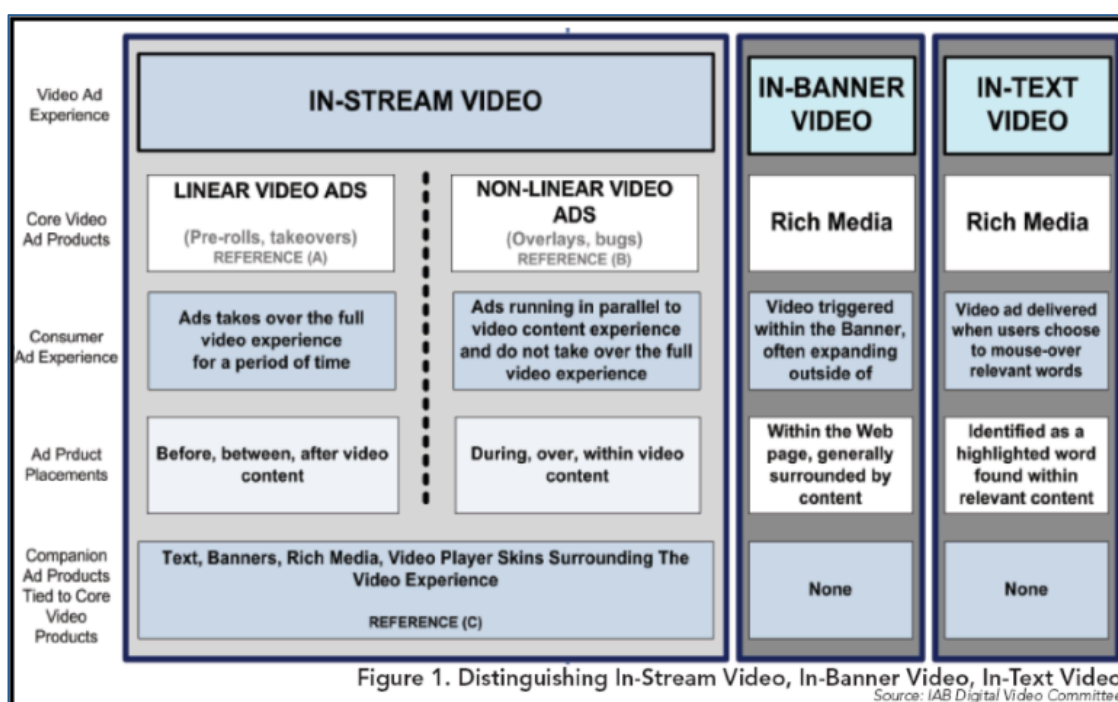 Video Ad
Experience
IN-STREAM VIDEO
IN-BANNER
VIDEO
IN-TEXT
VIDEO
Core Video
Ad Products
LINEAR VIDEO ADS
(Pre-rolls, takeovers)
REFERENCE (A)
NON-LINEAR VIDEO
ADS
(Overlays, bugs)
REFERENCE (B)
Rich Media
Rich Media
Consumer
Ad Experience
Ads takes over the full
video experience
for a period of time
Ads running in parallel to
video content experience
and do not take over the full
video experience
Video triggered
within the Banner,
often expanding
outside of
Video ad delivered
when users choose
to mouse-over
relevant words
Ad Prduct
Placements
Before, between, after video
content
During, over, within video
content
Within the Web
page, generally
surrounded by
content
Identified as a
highlighted word
found within
relevant content
Companion
Ad Products
Tied to Core
Video
Products
Text, Banners, Rich Media, Video Player Skins Surrounding The
Video Experience
REFERENCE (C)
None
None
Figure 1. Distinguishing In-Stream Video, In-Banner Video, In-Text Video
Source: IAB Digital Video Committee